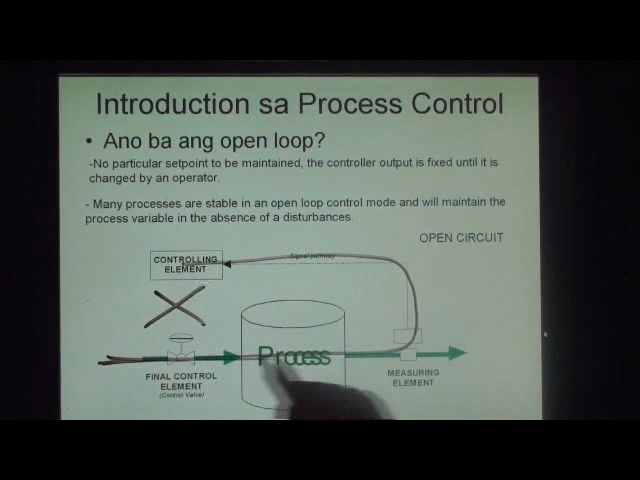 Introduction sa Process Control
• Ano ba ang open loop?
-No particular setpoint to be maintained, the controller output is fixed until it is
changed by an operator.
- Many processes are stable in an open loop control mode and will maintain the
process variable in the absence of a disturbances.
OPEN CIRCUIT
Signal pathway
CONTROLLING
ELEMENT
Process
FINAL CONTROL
ELEMENT
(Control Valve)
MEASURING
ELEMENT